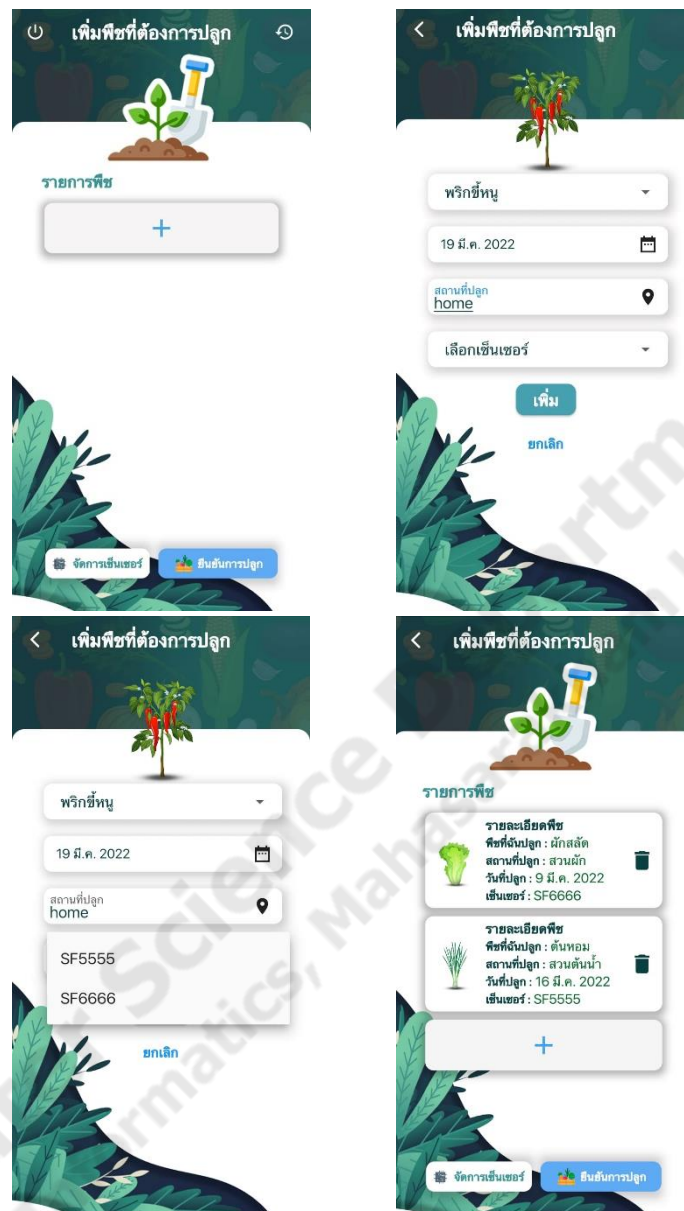 เพิ่มพืชที่ต้องการปลูก
รายการพืช
+
จัดการเซ็นเซอร์
ยืนยันการปลูก
เพิ่มพืชที่ต้องการปลูก
พริกขี้หนู
19 มี.ค. 2022
สถานที่ปลูก
home
เลือกเซ็นเซอร์
เพิ่ม
ยกเลิก
เพิ่มพืชที่ต้องการปลูก
พริกขี้หนู
19 มี.ค. 2022
สถานที่ปลูก
home
SF5555
SF6666
ยกเลิก
เพิ่มพืชที่ต้องการปลูก
รายการพืช
รายละเอียดพืช
พืชที่ฉันปลูก : ผักสลัด
สถานที่ปลูก : สวนผัก
วันที่ปลูก : 9 มี.ค. 2022
เซ็นเซอร์ : SF6666
รายละเอียดพืช
พืชที่ฉันปลูก : ต้นหอม
สถานที่ปลูก : สวนต้นน้ำ
วันที่ปลูก : 16 มี.ค. 2022
เซ็นเซอร์ : SF5555
+
จัดการเซ็นเซอร์
ยืนยันการปลูก